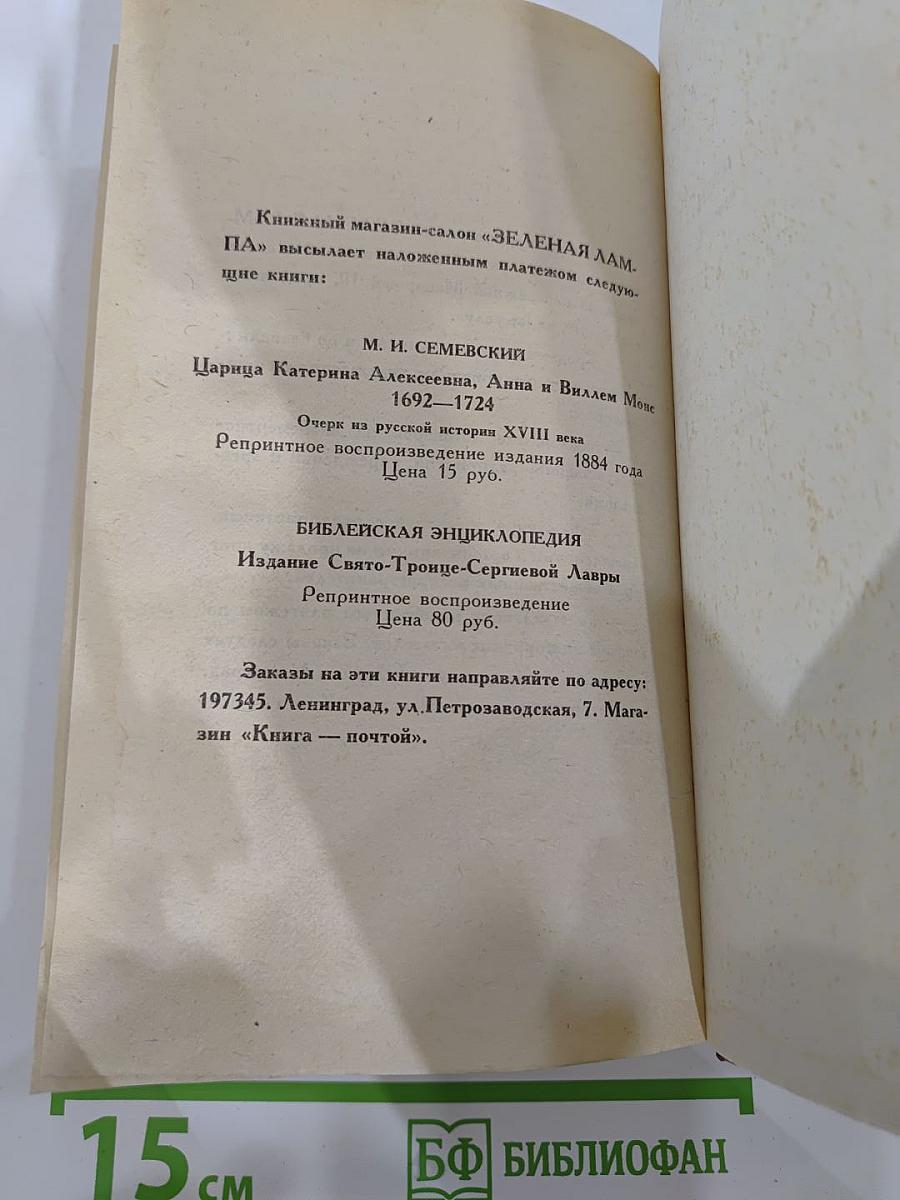 Книжный магазин-салон «ЗЕЛЕНАЯ ЛАМ-
ПА» высылает наложенным платежом следую-
щие книги:
М. И. СЕМЕВСКИЙ
Царица Катерина Алексеевна, Анна и Виллем Монс
1692—1724
Очерк из русской истории XVIII века
Репринтное воспроизведение издания 1884 года
Цена 15 руб.
БИБЛЕЙСКАЯ ЭНЦИКЛОПЕДИЯ
Издание Свято-Троице-Сергиевой Лавры
Репринтное воспроизведение
Цена 80 руб.
Заказы на эти книги направляйте по адресу:
197345. Ленинград, ул.Петрозаводская, 7. Мага-
зин «Книга — почтой».
15 см
БФ БИБЛИОФАН